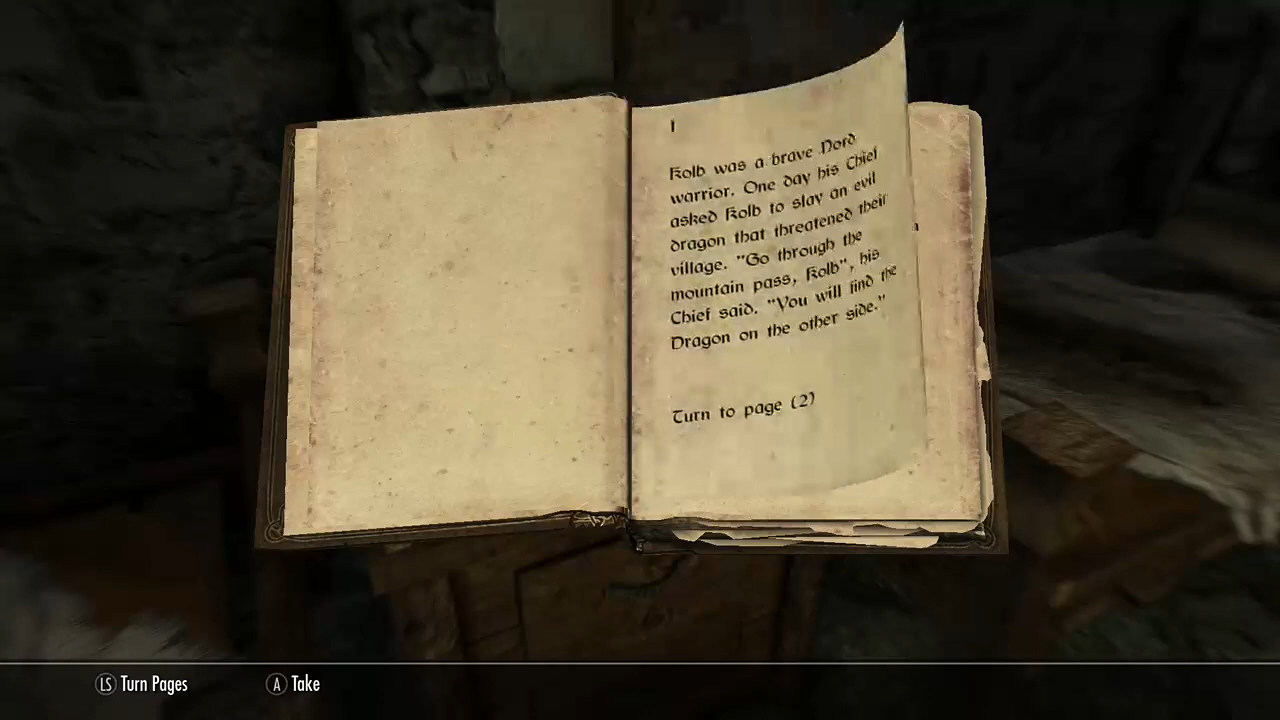 1
Kolb was a brave Nord
warrior. One day his Chief
asked Kolb to slay an evil
dragon that threatened their
village. "Go through the
mountain pass, Kolb", his
Chief said. "You will find the
Dragon on the other side."
Turn to page (2)
LS Turn Pages
A Take